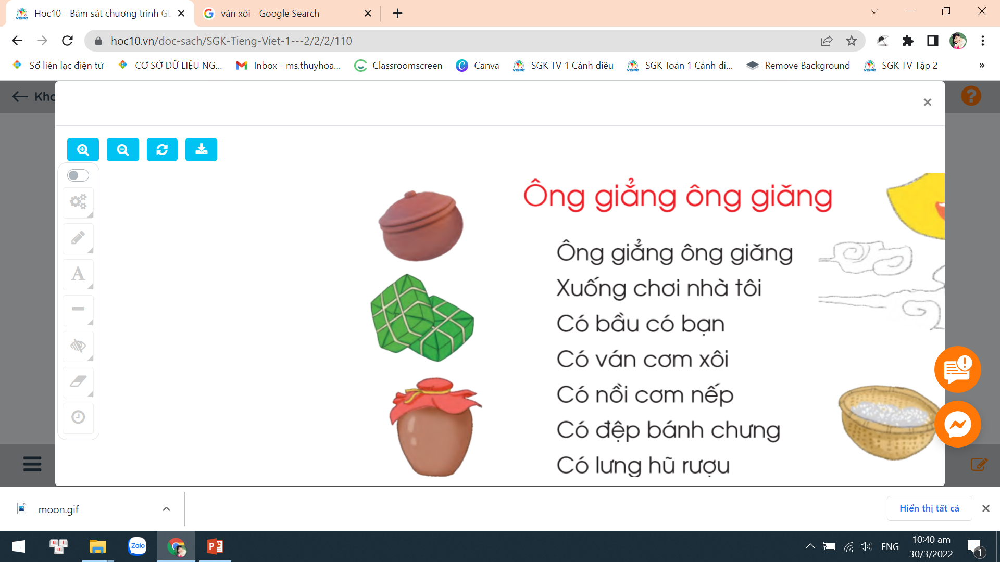 Hoc10 - Bám sát chương trình GD
ván xôi - Google Search
hoc10.vn/doc-sach/SGK-Tieng-Viet-1---2/2/2/110
Sổ liên lạc điện tử
CƠ SỞ DỮ LIỆU NG...
Inbox - ms.thuyhoa...
Classroomscreen
Canva
SGK TV 1 Cánh diều
SGK Toán 1 Cánh di...
Remove Background
SGK TV Tập 2
»
Kho
Ông giẳng ông giăng
Ông giẳng ông giăng
Xuống chơi nhà tôi
Có bầu có bạn
Có ván cơm xôi
Có nồi cơm nếp
Có đệp bánh chưng
Có lưng hũ rượu
moon.gif
Hiển thị tất cả
Zalo
ENG
10:40 am
30/3/2022
1